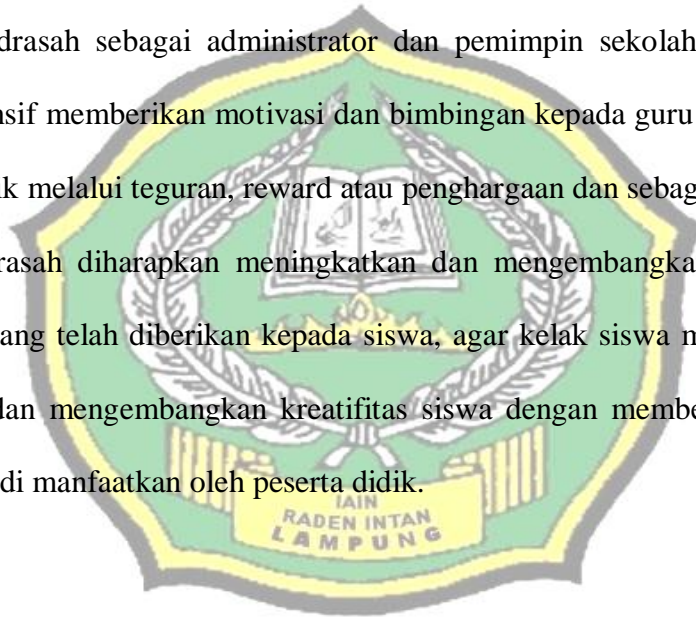 drasah sebagai administrator dan pemimpin sekolah
nsif memberikan motivasi dan bimbingan kepada guru
ik melalui teguran, reward atau penghargaan dan sebag
rasah diharapkan meningkatkan dan mengembangka
ang telah diberikan kepada siswa, agar kelak siswa m
dan mengembangkan kreatifitas siswa dengan membe
di manfaatkan oleh peserta didik.
IAIN
RADEN INTAN
LAMPUNG